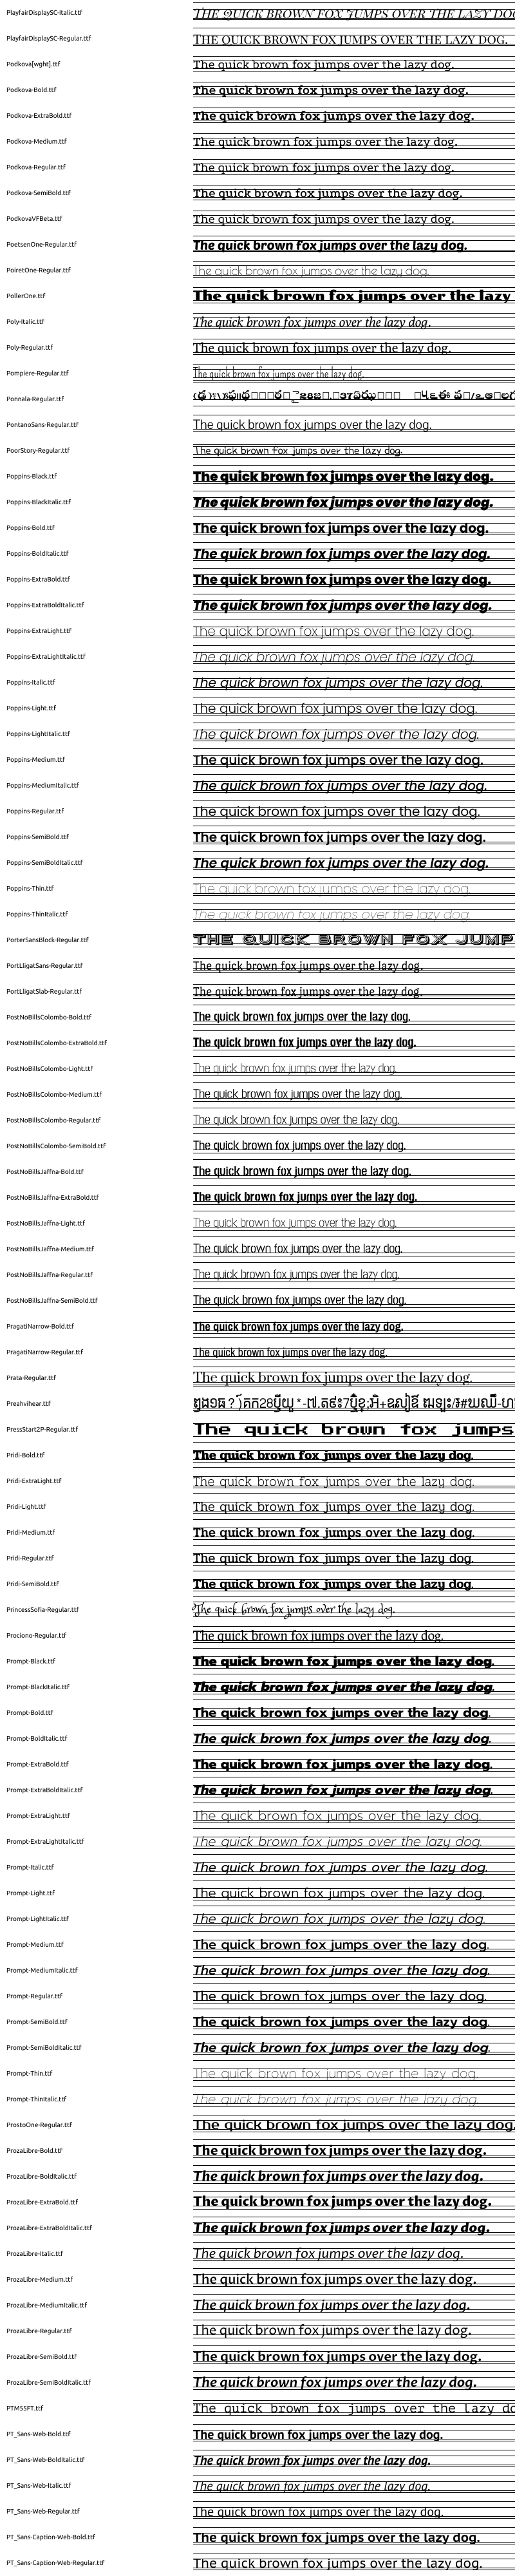 PlayfairDisplaySC-Italic.ttf THE QUICK BROWN FOX JUMPS OVER THE LAZY DOG
PlayfairDisplaySC-Regular.ttf THE QUICK BROWN FOX JUMPS OVER THE LAZY DOG.
Podkova[wght].ttf The quick brown fox jumps over the lazy dog.
Podkova-Bold.ttf The quick brown fox jumps over the lazy dog.
Podkova-ExtraBold.ttf The quick brown fox jumps over the lazy dog.
Podkova-Medium.ttf The quick brown fox jumps over the lazy dog.
Podkova-Regular.ttf The quick brown fox jumps over the lazy dog.
Podkova-SemiBold.ttf The quick brown fox jumps over the lazy dog.
PodkovaVFBeta.ttf The quick brown fox jumps over the lazy dog.
PoetsenOne-Regular.ttf The quick brown fox jumps over the lazy dog.
PoiretOne-Regular.ttf The quick brown fox jumps over the lazy dog.
PollerOne.ttf The quick brown fox jumps over the lazy
Poly-Italic.ttf The quick brown fox jumps over the lazy dog.
Poly-Regular.ttf The quick brown fox jumps over the lazy dog.
Pompiere-Regular.ttf The quick brown fox jumps over the lazy dog.
Ponnala-Regular.ttf
PontanoSans-Regular.ttf The quick brown fox jumps over the lazy dog.
PoorStory-Regular.ttf The quick brown fox jumps over the lazy dog.
Poppins-Black.ttf The quick brown fox jumps over the lazy dog.
Poppins-BlackItalic.ttf The quick brown fox jumps over the lazy dog.
Poppins-Bold.ttf The quick brown fox jumps over the lazy dog.
Poppins-BoldItalic.ttf The quick brown fox jumps over the lazy dog.
Poppins-ExtraBold.ttf The quick brown fox jumps over the lazy dog.
Poppins-ExtraBoldItalic.ttf The quick brown fox jumps over the lazy dog.
Poppins-ExtraLight.ttf The quick brown fox jumps over the lazy dog.
Poppins-ExtraLightItalic.ttf The quick brown fox jumps over the lazy dog.
Poppins-Italic.ttf The quick brown fox jumps over the lazy dog.
Poppins-Light.ttf The quick brown fox jumps over the lazy dog.
Poppins-LightItalic.ttf The quick brown fox jumps over the lazy dog.
Poppins-Medium.ttf The quick brown fox jumps over the lazy dog.
Poppins-MediumItalic.ttf The quick brown fox jumps over the lazy dog.
Poppins-Regular.ttf The quick brown fox jumps over the lazy dog.
Poppins-SemiBold.ttf The quick brown fox jumps over the lazy dog.
Poppins-SemiBoldItalic.ttf The quick brown fox jumps over the lazy dog.
Poppins-Thin.ttf The quick brown fox jumps over the lazy dog.
Poppins-ThinItalic.ttf The quick brown fox jumps over the lazy dog.
PorterSansBlock-Regular.ttf THE QUICK BROWN FOX JUMP
PortLligatSans-Regular.ttf The quick brown fox jumps over the lazy dog.
PortLligatSlab-Regular.ttf The quick brown fox jumps over the lazy dog.
PostNoBillsColombo-Bold.ttf The quick brown fox jumps over the lazy dog.
PostNoBillsColombo-ExtraBold.ttf The quick brown fox jumps over the lazy dog.
PostNoBillsColombo-Light.ttf The quick brown fox jumps over the lazy dog.
PostNoBillsColombo-Medium.ttf The quick brown fox jumps over the lazy dog.
PostNoBillsColombo-Regular.ttf The quick brown fox jumps over the lazy dog.
PostNoBillsColombo-SemiBold.ttf The quick brown fox jumps over the lazy dog.
PostNoBillsJaffna-Bold.ttf The quick brown fox jumps over the lazy dog.
PostNoBillsJaffna-ExtraBold.ttf The quick brown fox jumps over the lazy dog.
PostNoBillsJaffna-Light.ttf The quick brown fox jumps over the lazy dog.
PostNoBillsJaffna-Medium.ttf The quick brown fox jumps over the lazy dog.
PostNoBillsJaffna-Regular.ttf The quick brown fox jumps over the lazy dog.
PostNoBillsJaffna-SemiBold.ttf The quick brown fox jumps over the lazy dog.
PragatiNarrow-Bold.ttf The quick brown fox jumps over the lazy dog.
PragatiNarrow-Regular.ttf The quick brown fox jumps over the lazy dog.
Prata-Regular.ttf The quick brown fox jumps over the lazy dog.
Preahvihear.ttf
PressStart2P-Regular.ttf The quick brown fox jumps
Pridi-Bold.ttf The quick brown fox jumps over the lazy dog.
Pridi-ExtraLight.ttf The quick brown fox jumps over the lazy dog.
Pridi-Light.ttf The quick brown fox jumps over the lazy dog.
Pridi-Medium.ttf The quick brown fox jumps over the lazy dog.
Pridi-Regular.ttf The quick brown fox jumps over the lazy dog.
Pridi-SemiBold.ttf The quick brown fox jumps over the lazy dog.
PrincessSofia-Regular.ttf The quick brown fox jumps over the lazy dog.
Prociono-Regular.ttf The quick brown fox jumps over the lazy dog.
Prompt-Black.ttf The quick brown fox jumps over the lazy dog.
Prompt-BlackItalic.ttf The quick brown fox jumps over the lazy dog.
Prompt-Bold.ttf The quick brown fox jumps over the lazy dog.
Prompt-BoldItalic.ttf The quick brown fox jumps over the lazy dog.
Prompt-ExtraBold.ttf The quick brown fox jumps over the lazy dog.
Prompt-ExtraBoldItalic.ttf The quick brown fox jumps over the lazy dog.
Prompt-ExtraLight.ttf The quick brown fox jumps over the lazy dog.
Prompt-ExtraLightItalic.ttf The quick brown fox jumps over the lazy dog.
Prompt-Italic.ttf The quick brown fox jumps over the lazy dog.
Prompt-Light.ttf The quick brown fox jumps over the lazy dog.
Prompt-LightItalic.ttf The quick brown fox jumps over the lazy dog.
Prompt-Medium.ttf The quick brown fox jumps over the lazy dog.
Prompt-MediumItalic.ttf The quick brown fox jumps over the lazy dog.
Prompt-Regular.ttf The quick brown fox jumps over the lazy dog.
Prompt-SemiBold.ttf The quick brown fox jumps over the lazy dog.
Prompt-SemiBoldItalic.ttf The quick brown fox jumps over the lazy dog.
Prompt-Thin.ttf The quick brown fox jumps over the lazy dog.
Prompt-ThinItalic.ttf The quick brown fox jumps over the lazy dog.
ProstoOne-Regular.ttf The quick brown fox jumps over the lazy dog.
ProzaLibre-Bold.ttf The quick brown fox jumps over the lazy dog.
ProzaLibre-BoldItalic.ttf The quick brown fox jumps over the lazy dog.
ProzaLibre-ExtraBold.ttf The quick brown fox jumps over the lazy dog.
ProzaLibre-ExtraBoldItalic.ttf The quick brown fox jumps over the lazy dog.
ProzaLibre-Italic.ttf The quick brown fox jumps over the lazy dog.
ProzaLibre-Medium.ttf The quick brown fox jumps over the lazy dog.
ProzaLibre-MediumItalic.ttf The quick brown fox jumps over the lazy dog.
ProzaLibre-Regular.ttf The quick brown fox jumps over the lazy dog.
ProzaLibre-SemiBold.ttf The quick brown fox jumps over the lazy dog.
ProzaLibre-SemiBoldItalic.ttf The quick brown fox jumps over the lazy dog.
PTM55FT.ttf The quick brown fox jumps over the lazy do
PT_Sans-Web-Bold.ttf The quick brown fox jumps over the lazy dog.
PT_Sans-Web-BoldItalic.ttf The quick brown fox jumps over the lazy dog.
PT_Sans-Web-Italic.ttf The quick brown fox jumps over the lazy dog.
PT_Sans-Web-Regular.ttf The quick brown fox jumps over the lazy dog.
PT_Sans-Caption-Web-Bold.ttf The quick brown fox jumps over the lazy dog.
PT_Sans-Caption-Web-Regular.ttf The quick brown fox jumps over the lazy dog.